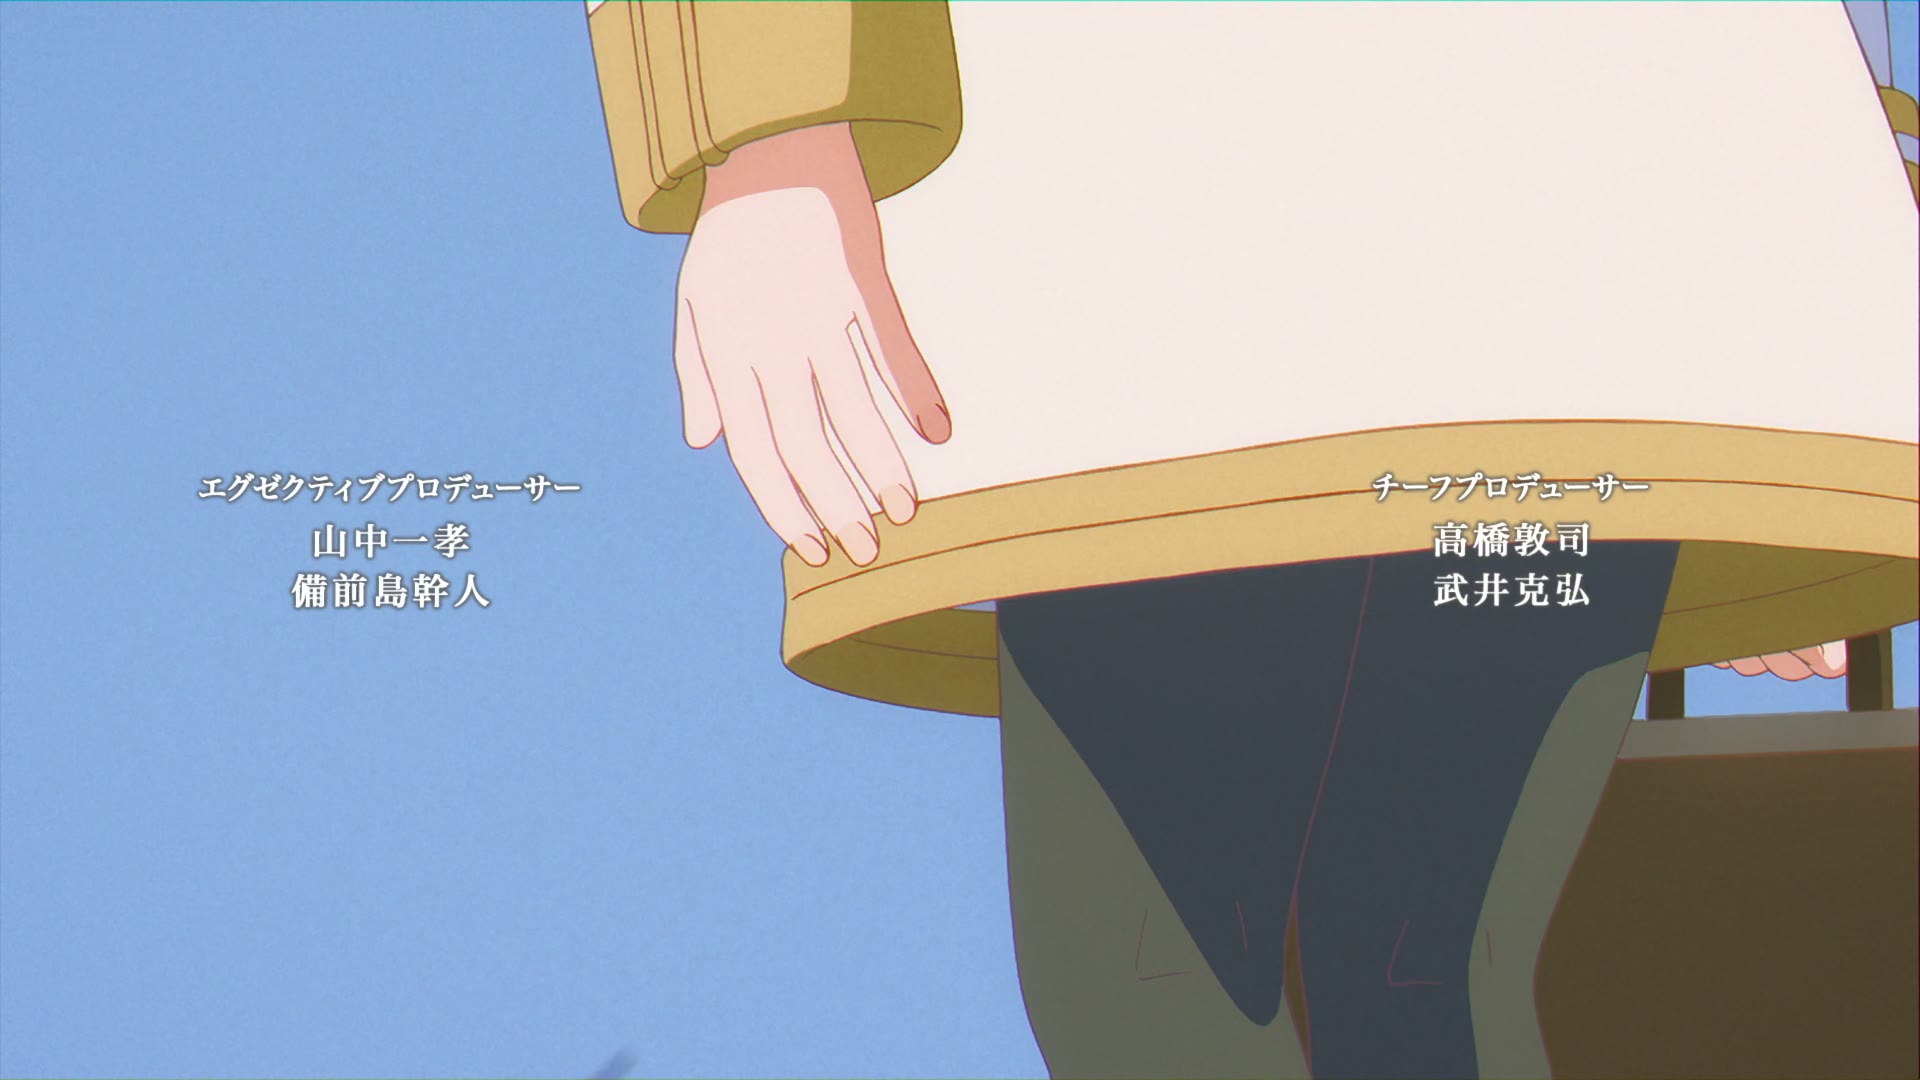 エグゼクティブプロデューサー
山中一孝
備前島幹人
チーフプロデューサー
高橋敦司
武井克弘